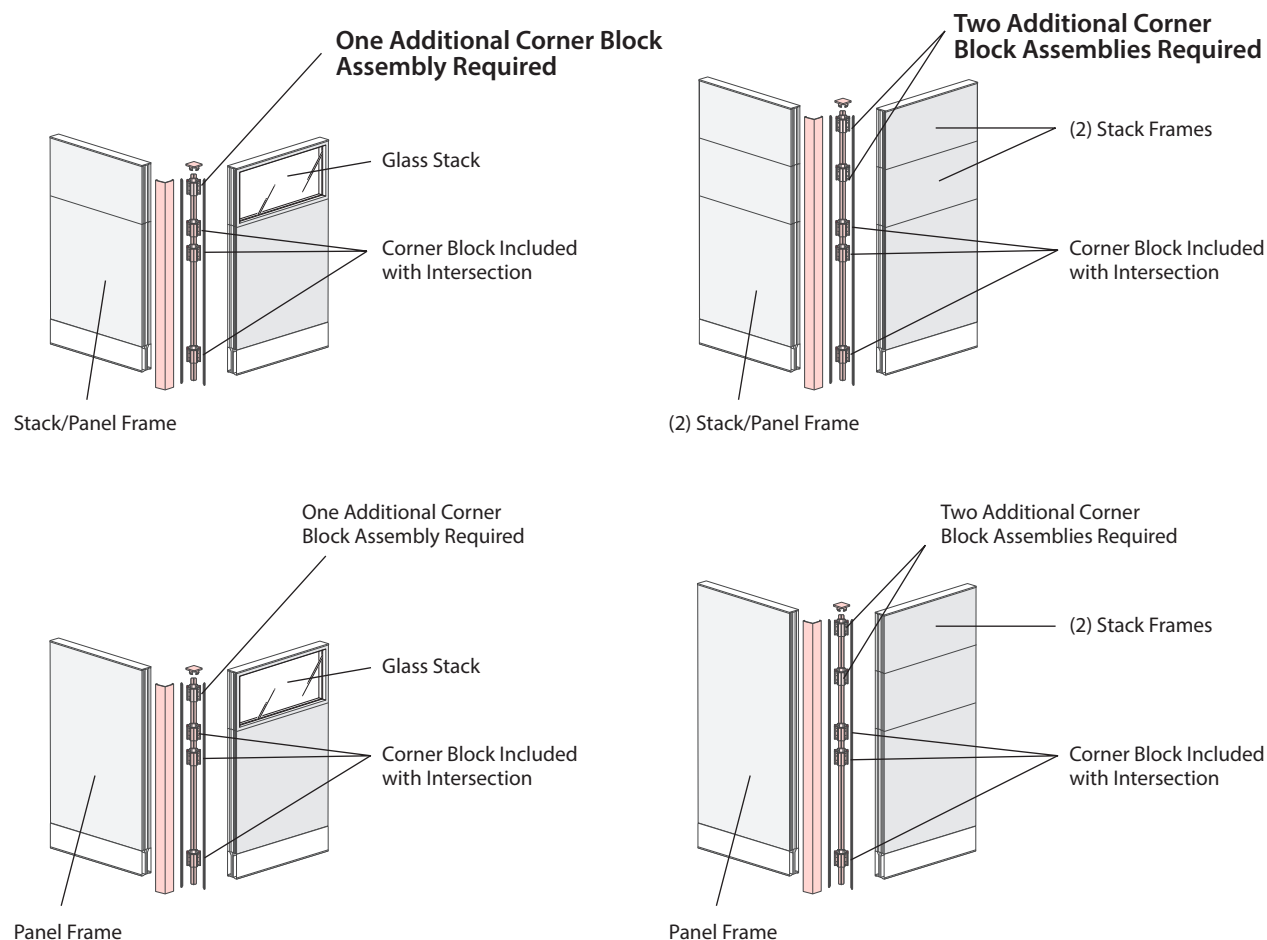 One Additional Corner Block
Assembly Required
Glass Stack
Corner Block Included
with Intersection
Stack/Panel Frame
Two Additional Corner
Block Assemblies Required
(2) Stack Frames
Corner Block Included
with Intersection
(2) Stack/Panel Frame
One Additional Corner
Block Assembly Required
Glass Stack
Corner Block Included
with Intersection
Panel Frame
Two Additional Corner
Block Assemblies Required
(2) Stack Frames
Corner Block Included
with Intersection
Panel Frame